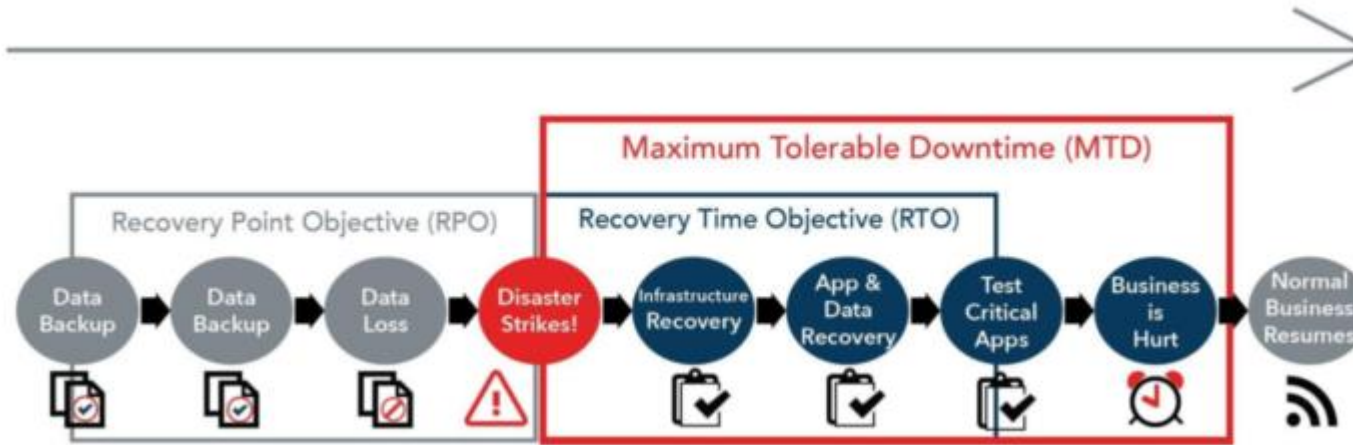 Maximum Tolerable Downtime (MTD)
Recovery Point Objective (RPO)
Recovery Time Objective (RTO)
Data
Backup
Data
Backup
Data
Loss
Disaster
Strikes!
Infrastructure
Recovery
App &
Data
Recovery
Test
Critical
Apps
Business
is
Hurt
Normal
Business
Resumes